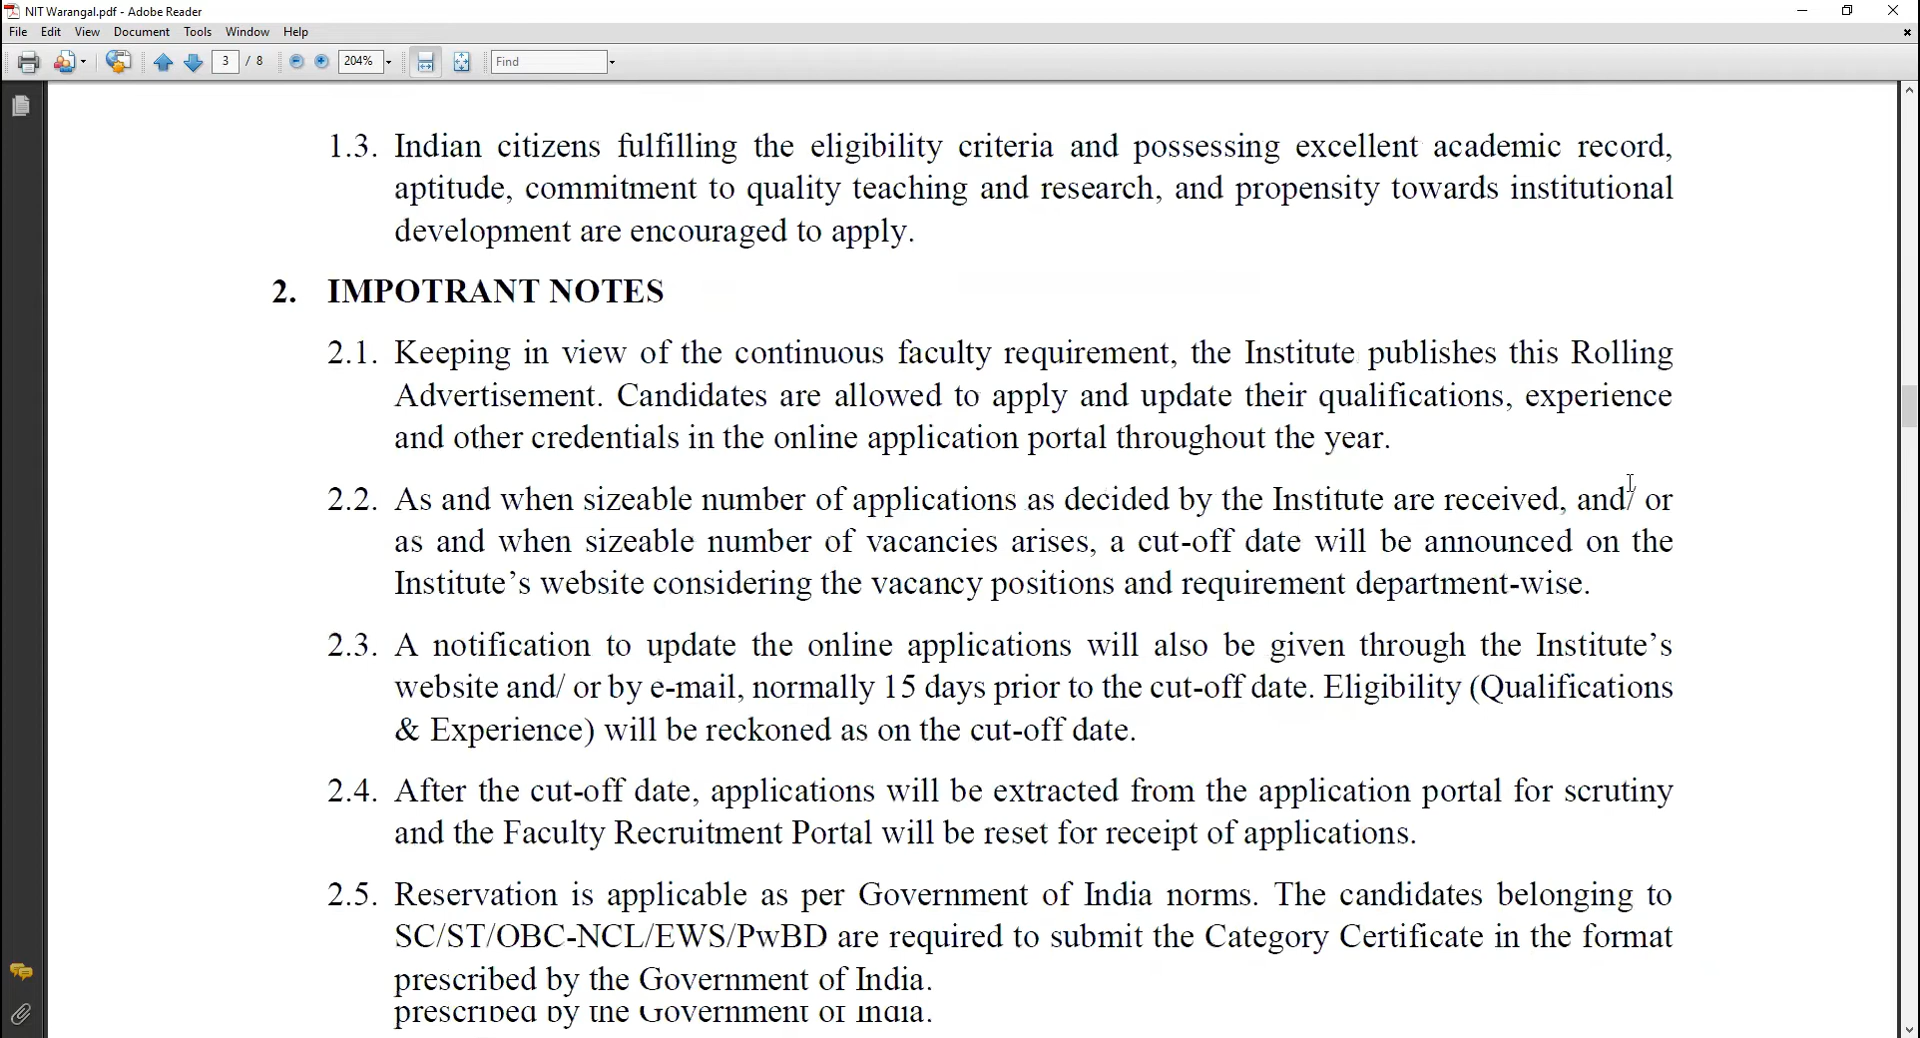 NIT Warangal.pdf - Adobe Reader
File Edit View Document Tools Window Help
3 / 8 204% Find
1.3. Indian citizens fulfilling the eligibility criteria and possessing excellent academic record,
aptitude, commitment to quality teaching and research, and propensity towards institutional
development are encouraged to apply.
2. IMPOTRANT NOTES
2.1. Keeping in view of the continuous faculty requirement, the Institute publishes this Rolling
Advertisement. Candidates are allowed to apply and update their qualifications, experience
and other credentials in the online application portal throughout the year.
2.2. As and when sizeable number of applications as decided by the Institute are received, and/ or
as and when sizeable number of vacancies arises, a cut-off date will be announced on the
Institute’s website considering the vacancy positions and requirement department-wise.
2.3. A notification to update the online applications will also be given through the Institute’s
website and/ or by e-mail, normally 15 days prior to the cut-off date. Eligibility (Qualifications
& Experience) will be reckoned as on the cut-off date.
2.4. After the cut-off date, applications will be extracted from the application portal for scrutiny
and the Faculty Recruitment Portal will be reset for receipt of applications.
2.5. Reservation is applicable as per Government of India norms. The candidates belonging to
SC/ST/OBC-NCL/EWS/PwBD are required to submit the Category Certificate in the format
prescribed by the Government of India.
prescribed by the Government of India.